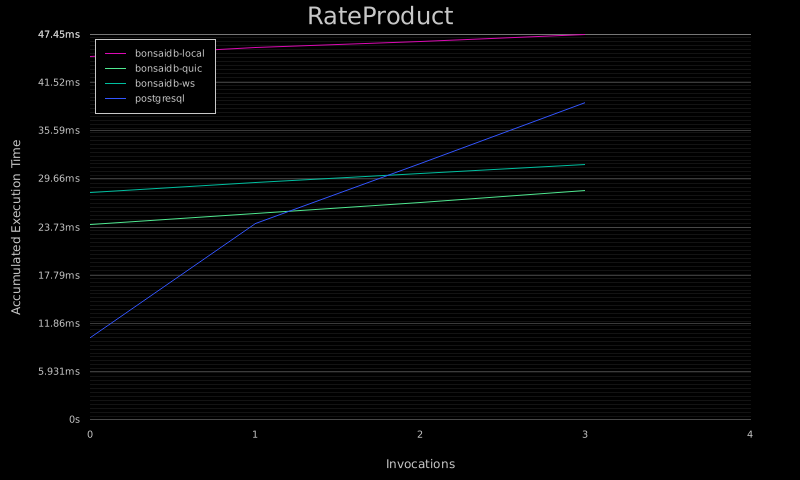 RateProduct
47.45ms
41.52ms
35.59ms
29.66ms
23.73ms
17.79ms
11.86ms
5.931ms
0s
Accumulated Execution Time
bonsaidb-local
bonsaidb-quic
bonsaidb-ws
postgresql
0 1 2 3 4
Invocations